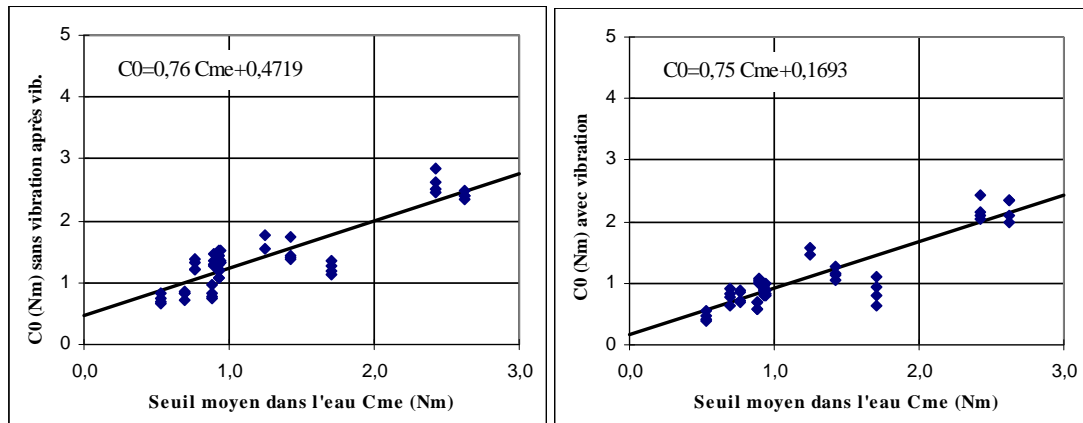 C0 (Nm) sans vibration après vib.
5
4
3
2
1
0
C0=0,76 Cme+0,4719
0,0 1,0 2,0 3,0
Seuil moyen dans l'eau Cme (Nm)
C0 (Nm) avec vibration
5
4
3
2
1
0
C0=0,75 Cme+0,1693
0,0 1,0 2,0 3,0
Seuil moyen dans l'eau Cme (Nm)